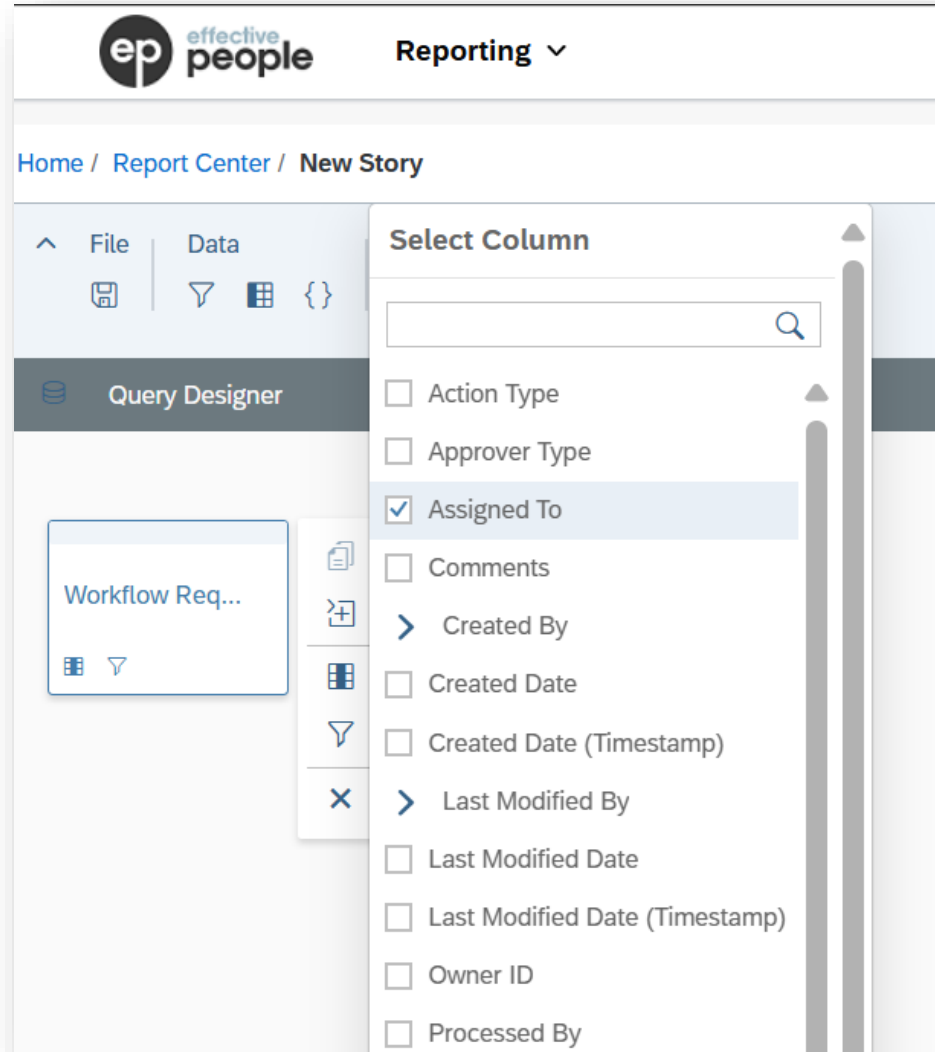 ep effective
people
Reporting
Home / Report Center / New Story
File Data
{}
Select Column
Query Designer
Action Type
Approver Type
Assigned To
Comments
Workflow Req...
Created By
Created Date
Created Date (Timestamp)
Last Modified By
Last Modified Date
Last Modified Date (Timestamp)
Owner ID
Processed By